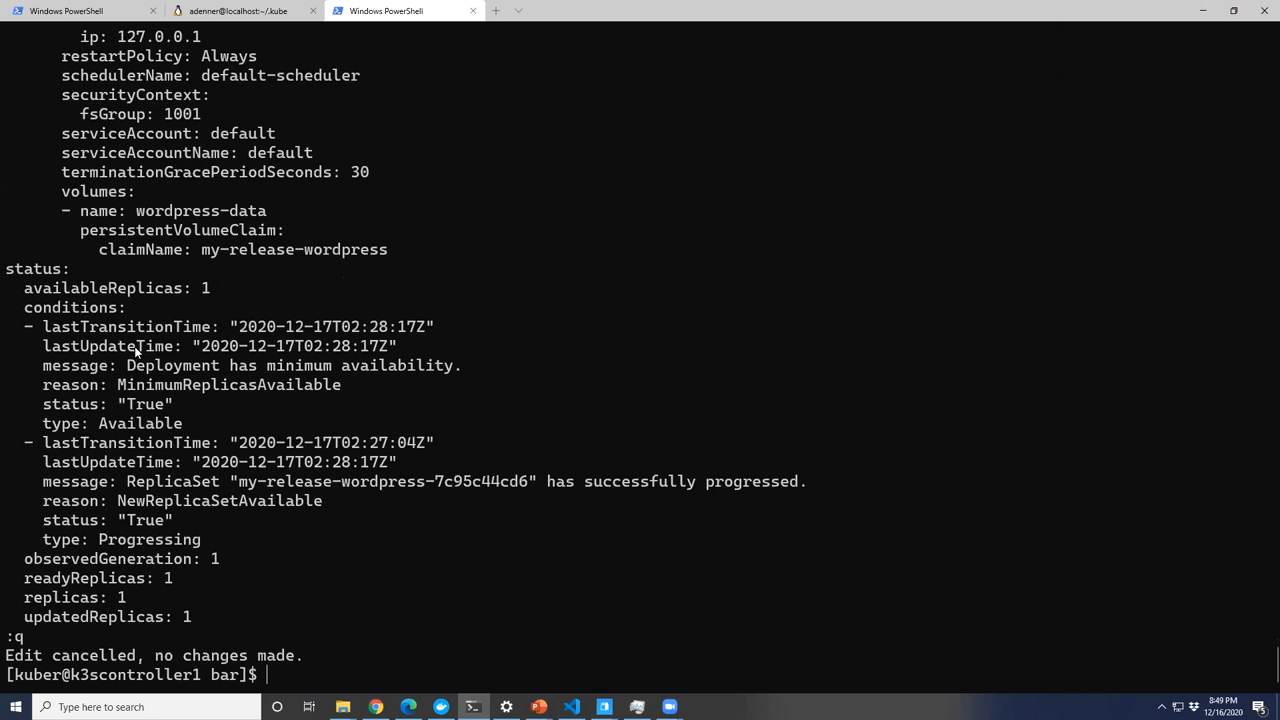 Windows PowerShell
adenner@localhost:~/.kube
Windows PowerShell
ip: 127.0.0.1
restartPolicy: Always
schedulerName: default-scheduler
securityContext:
fsGroup: 1001
serviceAccount: default
serviceAccountName: default
terminationGracePeriodSeconds: 30
volumes:
- name: wordpress-data
persistentVolumeClaim:
claimName: my-release-wordpress
status:
availableReplicas: 1
conditions:
- lastTransitionTime: "2020-12-17T02:28:17Z"
lastUpdateTime: "2020-12-17T02:28:17Z"
message: Deployment has minimum availability.
reason: MinimumReplicasAvailable
status: "True"
type: Available
- lastTransitionTime: "2020-12-17T02:27:04Z"
lastUpdateTime: "2020-12-17T02:28:17Z"
message: ReplicaSet "my-release-wordpress-7c95c44cd6" has successfully progressed.
reason: NewReplicaSetAvailable
status: "True"
type: Progressing
observedGeneration: 1
readyReplicas: 1
replicas: 1
updatedReplicas: 1
:q
Edit cancelled, no changes made.
[kuber@k3scontroller1 bar]$
Type here to search
8:49 PM
12/16/2020